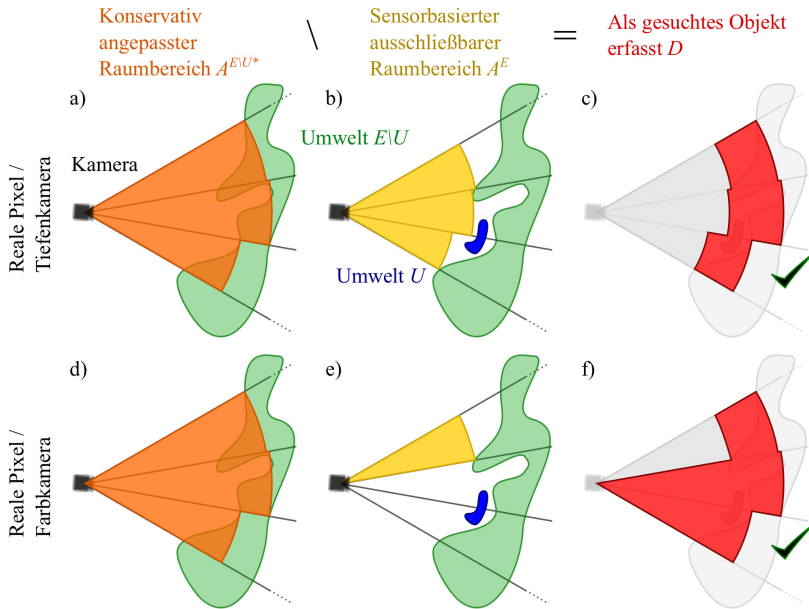 Konservativ
angepasster
Raumbereich A^{E\U*}
\
Sensorbasierter
ausschließbarer
Raumbereich A^E
=
Als gesuchtes Objekt
erfasst D
Reale Pixel /
Tiefenkamera
a)
Kamera
b)
Umwelt E\U
Umwelt U
c)
Reale Pixel /
Farbkamera
d)
e)
f)